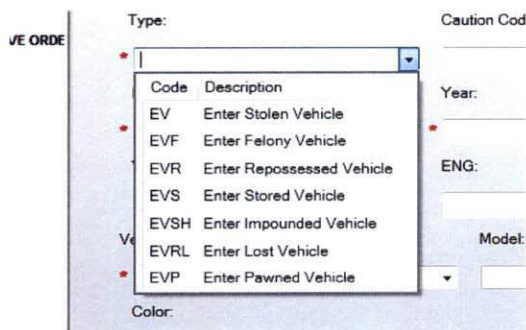 Type: Caution Cod
VE ORDE
*
Code Description
EV Enter Stolen Vehicle
Year:
EVF Enter Felony Vehicle
* *
EVR Enter Repossessed Vehicle
ENG:
EVS Enter Stored Vehicle
EVSH Enter Impounded Vehicle
Ve Model:
EVRL Enter Lost Vehicle
* EVP Enter Pawned Vehicle
Color: